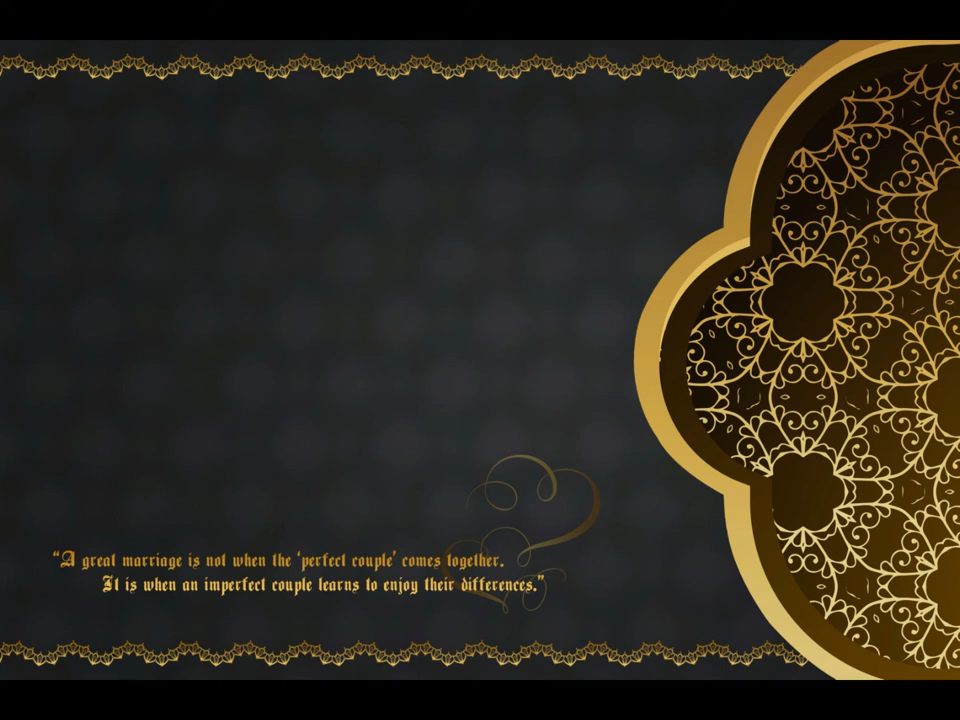 “A great marriage is not when the ‘perfect couple’ comes together.
It is when an imperfect couple learns to enjoy their differences.”